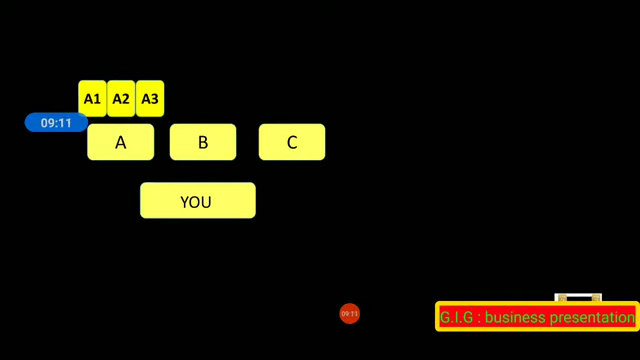 A1 A2 A3
09:11
A B C
YOU
09:11
G.I.G : business presentation